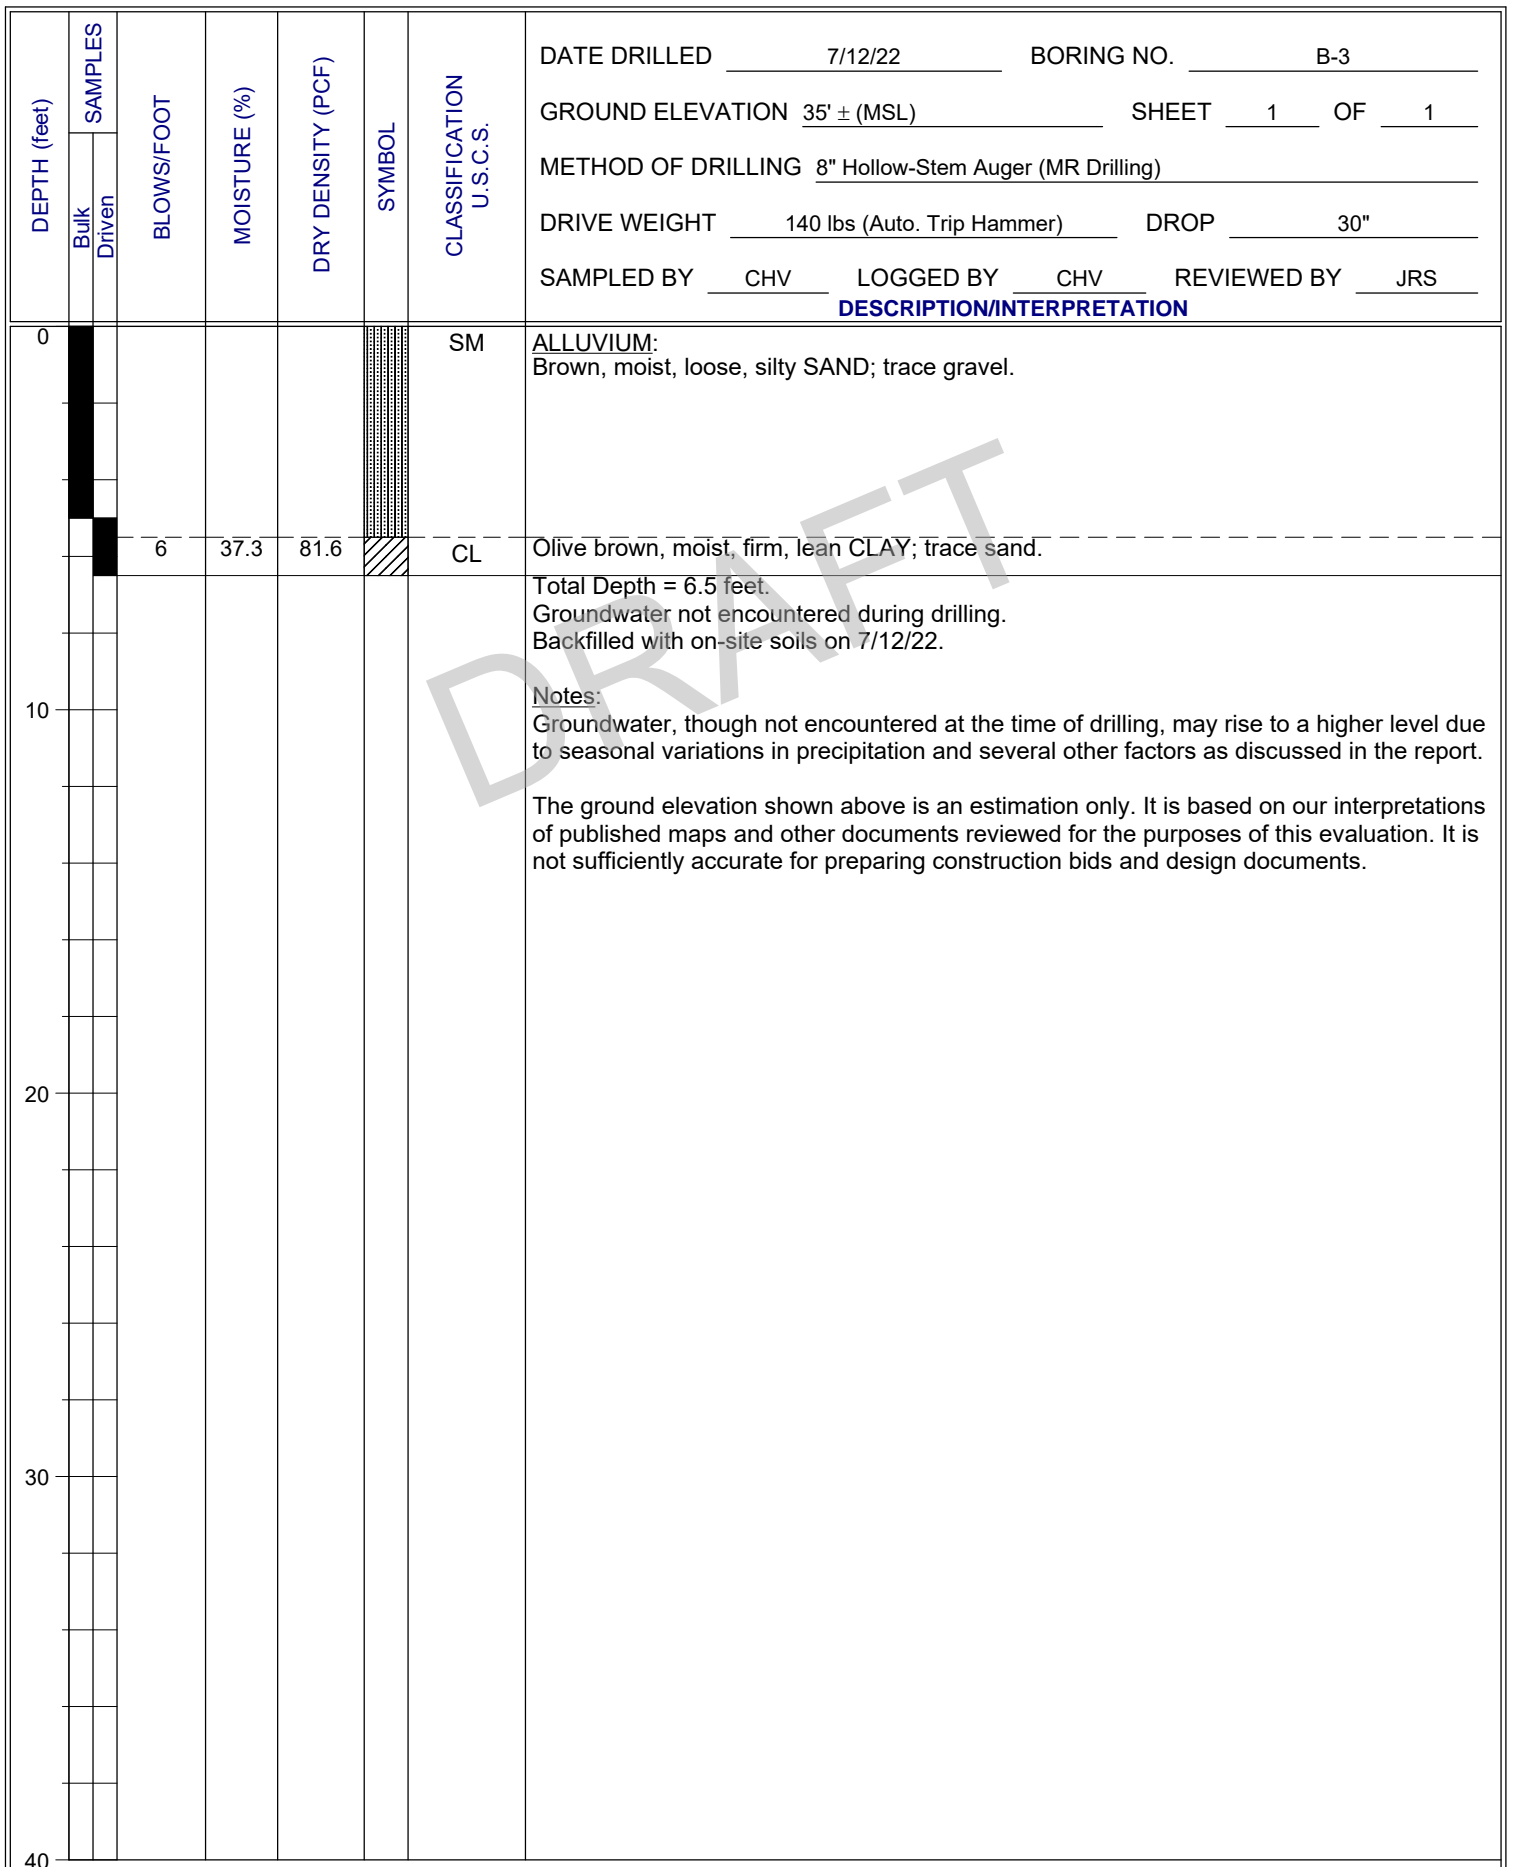 DEPTH (feet)
SAMPLES
Bulk
Driven
BLOWS/FOOT
MOISTURE (%)
DRY DENSITY (PCF)
SYMBOL
CLASSIFICATION
U.S.C.S.
DATE DRILLED 7/12/22 BORING NO. B-3
GROUND ELEVATION 35' ± (MSL) SHEET 1 OF 1
METHOD OF DRILLING 8" Hollow-Stem Auger (MR Drilling)
DRIVE WEIGHT 140 lbs (Auto. Trip Hammer) DROP 30"
SAMPLED BY CHV LOGGED BY CHV REVIEWED BY JRS
DESCRIPTION/INTERPRETATION
0 SM ALLUVIUM:
Brown, moist, loose, silty SAND; trace gravel.
6 37.3 81.6 CL Olive brown, moist, firm, lean CLAY; trace sand.
Total Depth = 6.5 feet.
Groundwater not encountered during drilling.
Backfilled with on-site soils on 7/12/22.
Notes:
10
Groundwater, though not encountered at the time of drilling, may rise to a higher level due
to seasonal variations in precipitation and several other factors as discussed in the report.
The ground elevation shown above is an estimation only. It is based on our interpretations
of published maps and other documents reviewed for the purposes of this evaluation. It is
not sufficiently accurate for preparing construction bids and design documents.
DRAFT
20
30
40